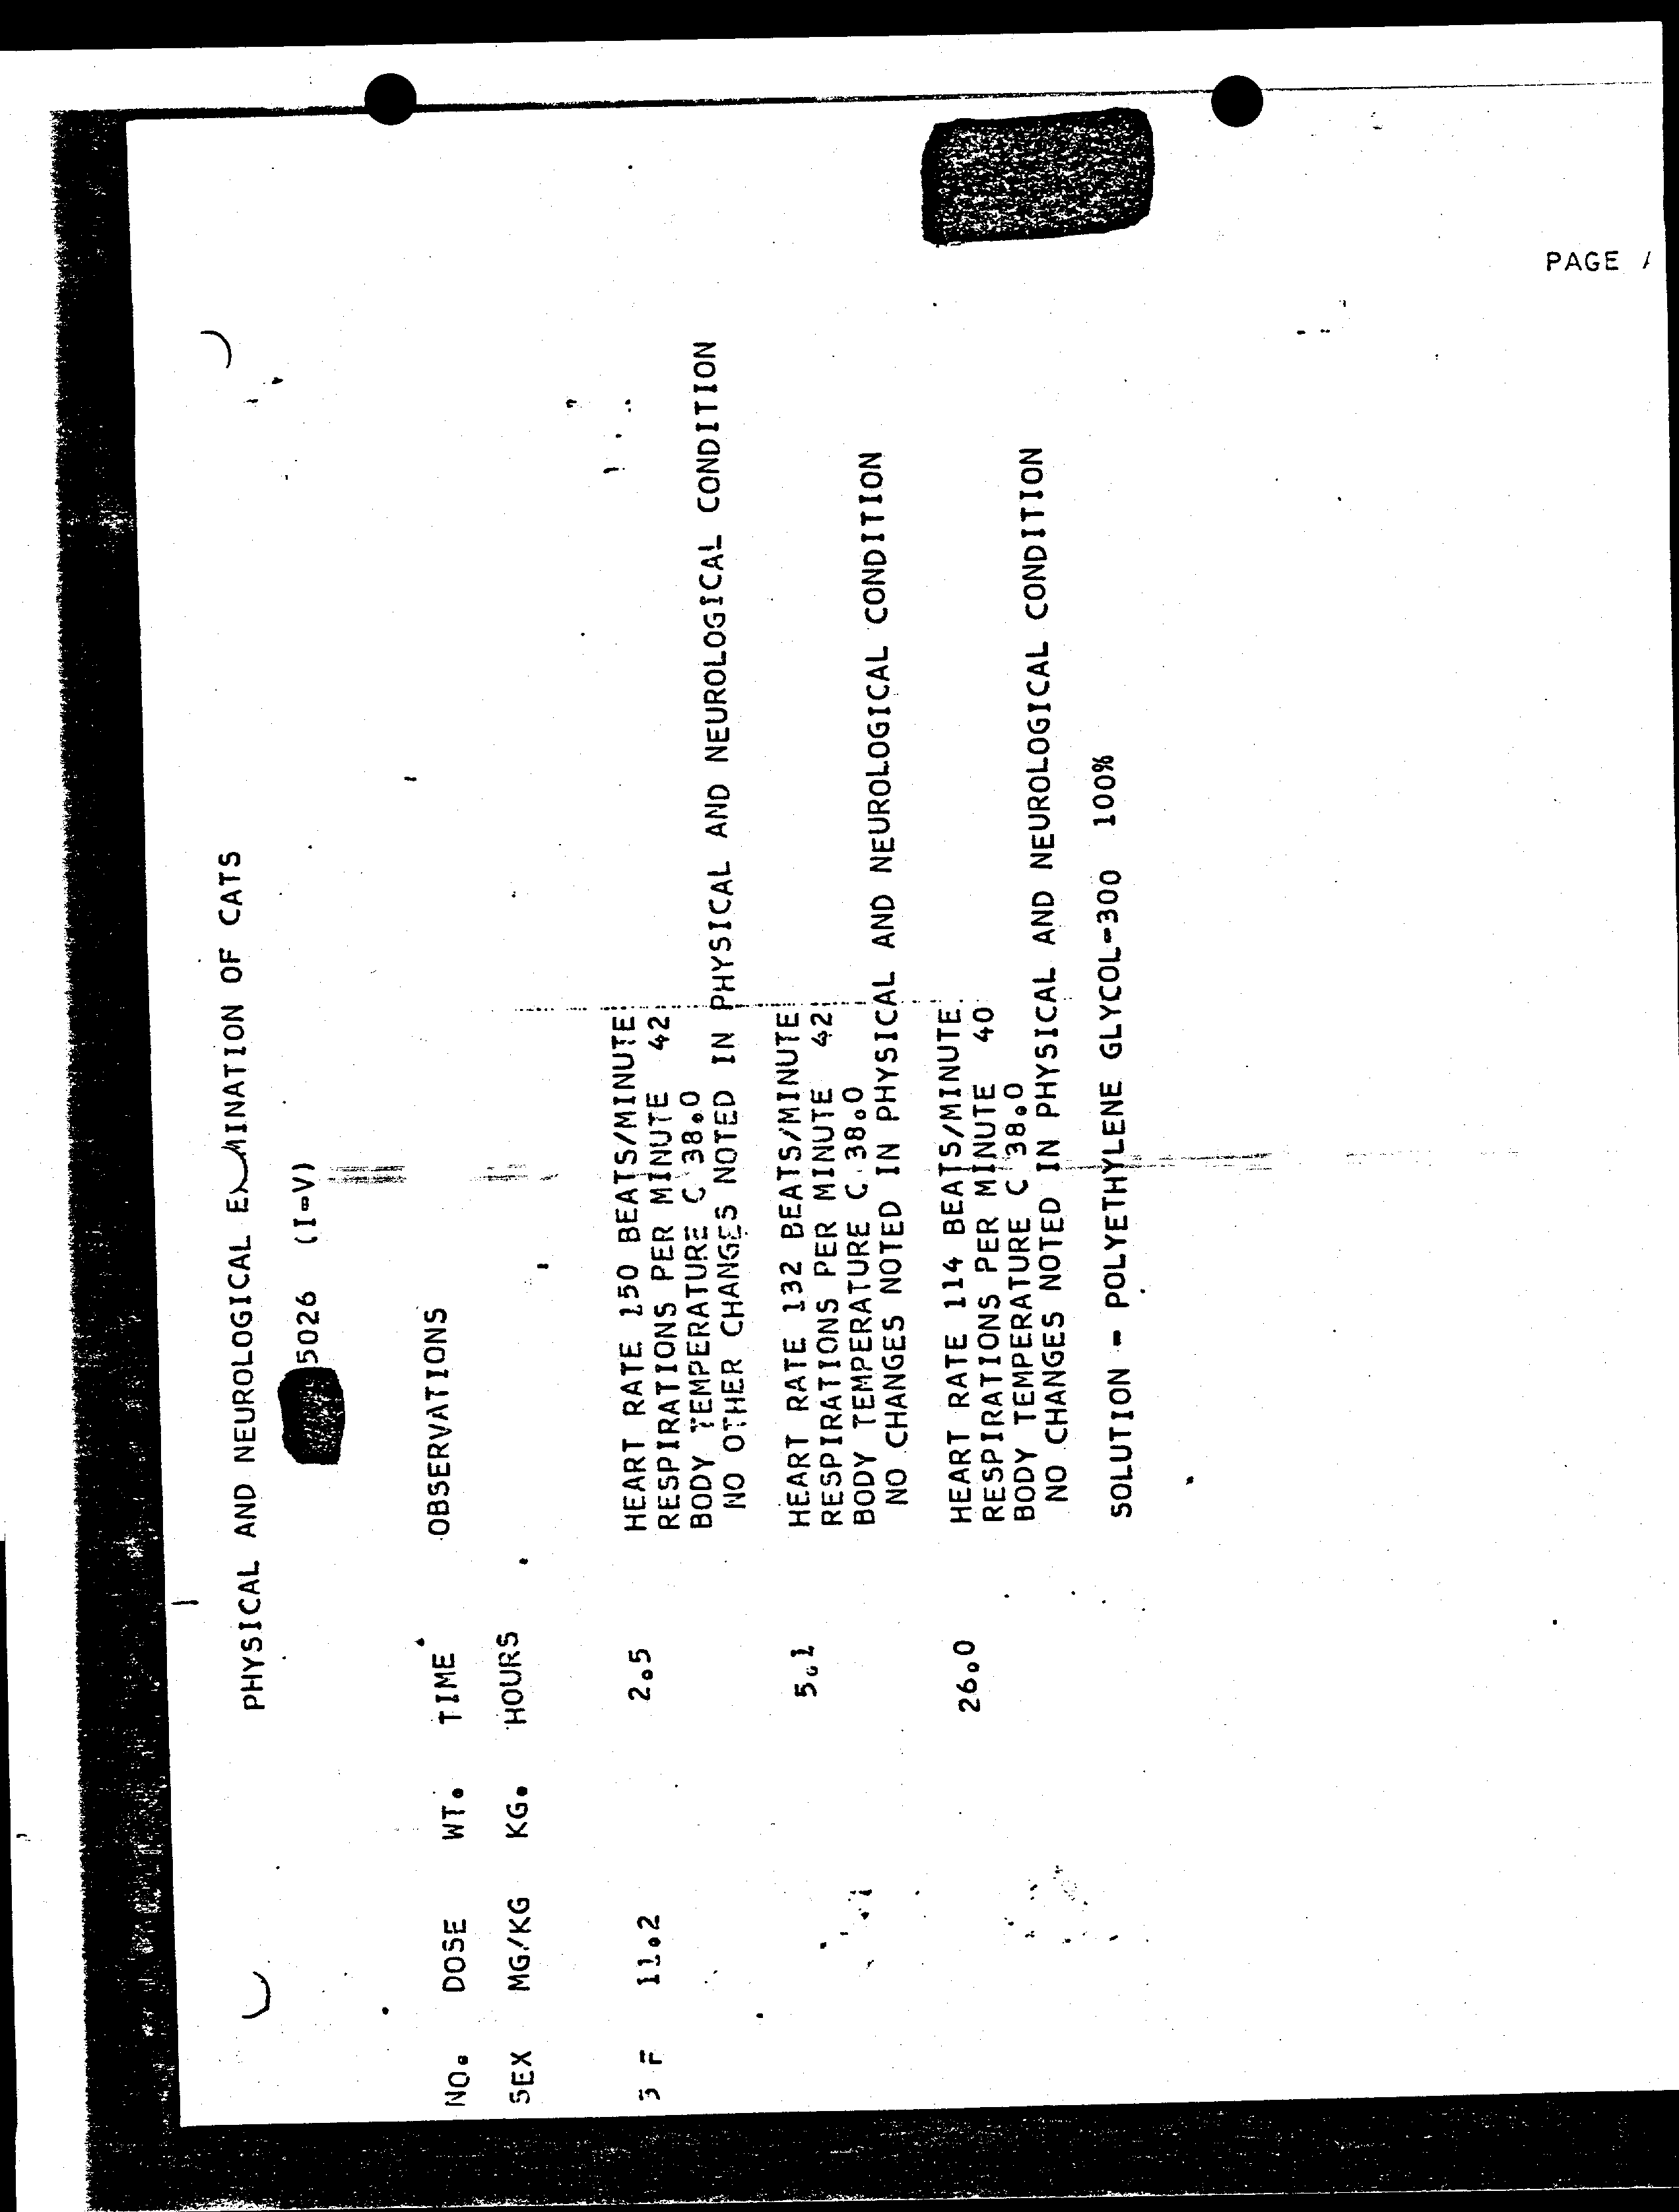 PHYSICAL AND NEUROLOGICAL EX MINATION OF CATS
5026 (I-V)
NO. DOSE WT. TIME OBSERVATIONS
SEX MG/KG KG. HOURS
F 11.2 2.5 HEART RATE 150 BEATS/MINUTE
RESPIRATIONS PER MINUTE 42
BODY TEMPERATURE C 38.0
NO OTHER CHANGES NOTED IN PHYSICAL AND NEUROLOGICAL CONDITION
5.1 HEART RATE 132 BEATS/MINUTE
RESPIRATIONS PER MINUTE 42
BODY TEMPERATURE C 38.0
NO CHANGES NOTED IN PHYSICAL AND NEUROLOGICAL CONDITION
26.0 HEART RATE 114 BEATS/MINUTE
RESPIRATIONS PER MINUTE 40
BODY TEMPERATURE C 38.0
NO CHANGES NOTED IN PHYSICAL AND NEUROLOGICAL CONDITION
SOLUTION - POLYETHYLENE GLYCOL-300 100%
PAGE